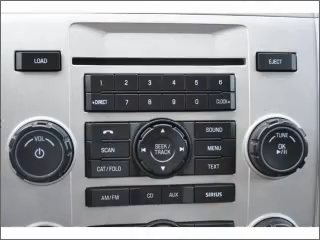 LOAD
EJECT
1 2 3 4 5 6
DIRECT 7 8 9 0 CLOCK
VOL
SOUND
TUNE
SCAN
SEEK/
TRACK
MENU
OK
CAT/FOLD
TEXT
AM/FM CD AUX SIRIUS